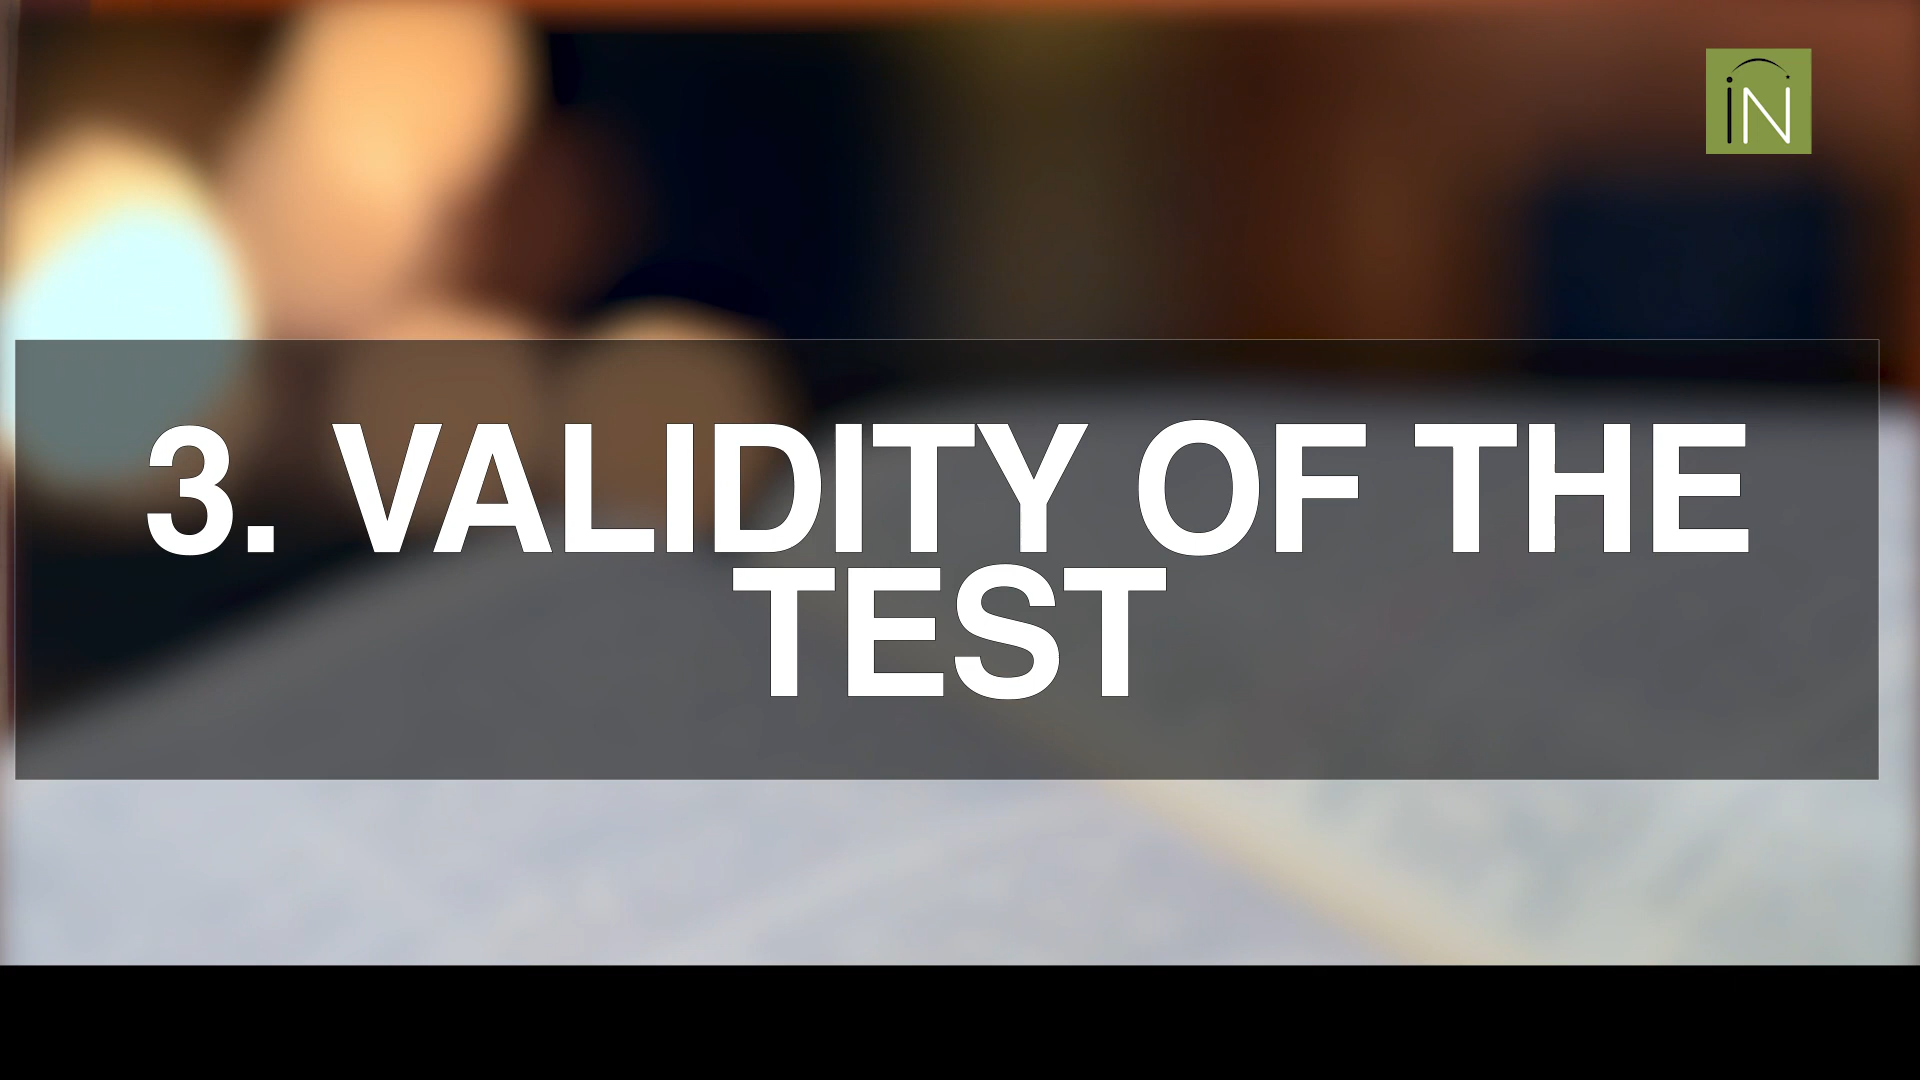 iN
3. VALIDITY OF THE
TEST